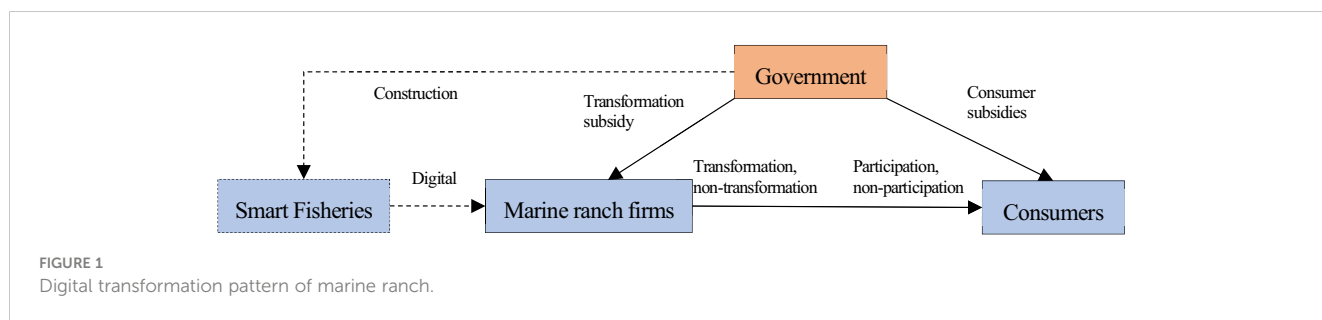 Government
Construction
Transformation
subsidy
Consumer
subsidies
Smart Fisheries
Digital
Marine ranch firms
Transformation,
non-transformation
Participation,
non-participation
Consumers
FIGURE 1
Digital transformation pattern of marine ranch.